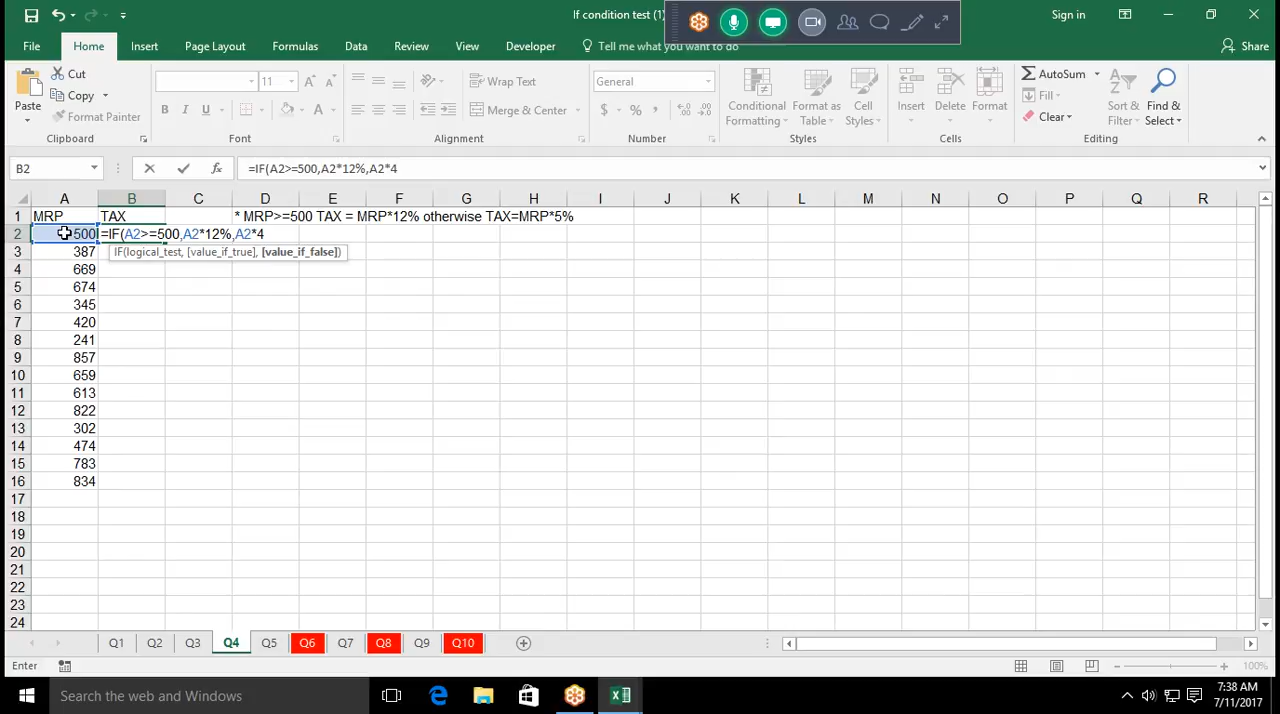 If condition test (1)
Sign in
File Home Insert Page Layout Formulas Data Review View Developer Tell me what you want to do Share
Paste Cut Copy Format Painter
11
Wrap Text Merge & Center
General
$ % ,
Conditional Formatting Format as Table Cell Styles
Insert Delete Format
AutoSum Fill Clear
Sort & Filter Find & Select
Clipboard Font Alignment Number Styles Cells Editing
B2 fx =IF(A2>=500,A2*12%,A2*4
A B C D E F G H I J K L M N O P Q R
1 MRP TAX * MRP>=500 TAX = MRP*12% otherwise TAX=MRP*5%
2 500 =IF(A2>=500,A2*12%,A2*4
3 387 IF(logical_test, [value_if_true], [value_if_false])
4 669
5 674
6 345
7 420
8 241
9 857
10 659
11 613
12 822
13 302
14 474
15 783
16 834
17
18
19
20
21
22
23
24
Q1 Q2 Q3 Q4 Q5 Q6 Q7 Q8 Q9 Q10
Enter 100%
Search the web and Windows
7:38 AM
7/11/2017